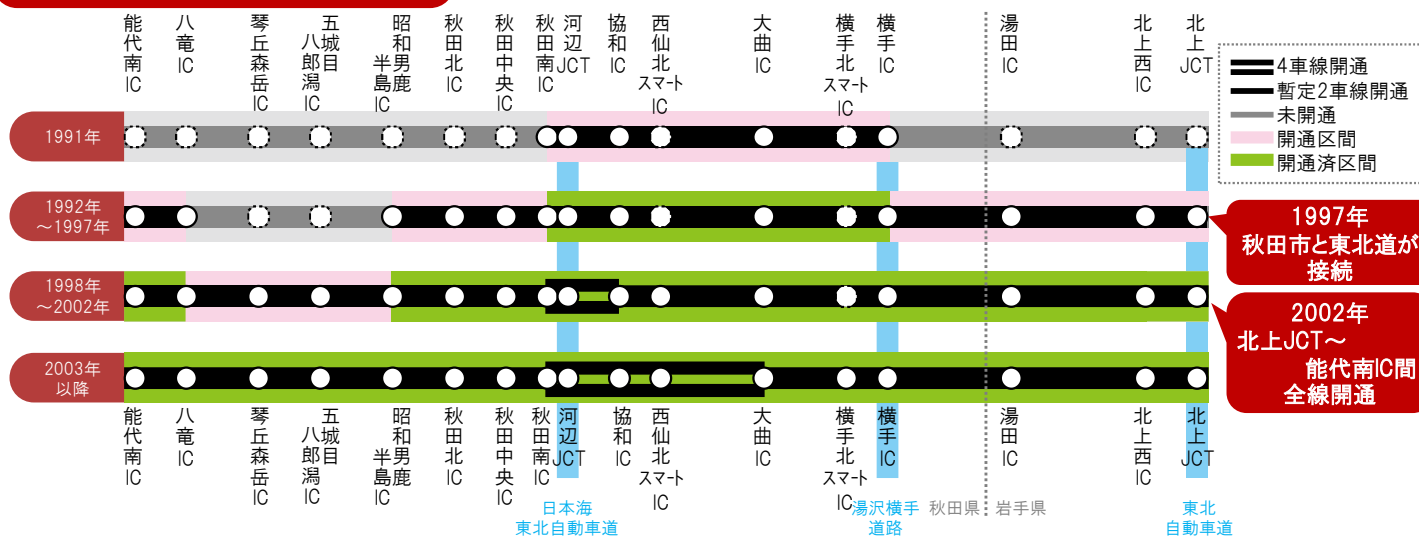 能代南IC
八竜IC
琴丘森岳IC
五城目
八郎潟IC
昭和男鹿
半島IC
秋田北IC
秋田中央IC
秋田南IC
河辺JCT
協和IC
西仙北
スマート
IC
大曲IC
横手北
スマート
IC
横手IC
湯田IC
北上西IC
北上JCT
4車線開通
暫定2車線開通
未開通
開通区間
開通済区間
1991年
1992年
～1997年
1997年
秋田市と東北道が
接続
1998年
～2002年
2002年
北上JCT～
能代南IC間
全線開通
2003年
以降
能代南IC
八竜IC
琴丘森岳IC
五城目
八郎潟IC
昭和男鹿
半島IC
秋田北IC
秋田中央IC
秋田南IC
河辺JCT
協和IC
西仙北
スマート
IC
大曲IC
横手北
スマート
IC
横手IC
湯田IC
北上西IC
北上JCT
日本海
東北自動車道
湯沢横手
道路
秋田県
岩手県
東北
自動車道